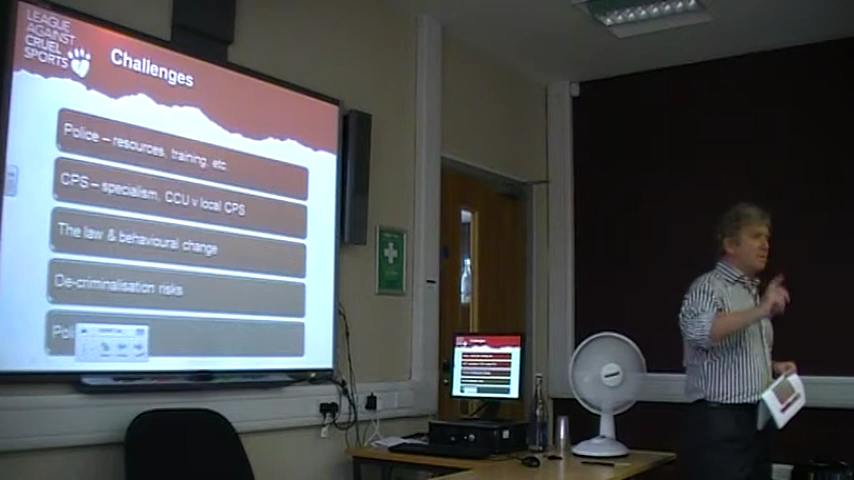 LEAGUE
AGAINST
CRUEL
SPORTS
Challenges
Police – resources, training, etc.
CPS – specialism, CCU v local CPS
The law & behavioural change
De-criminalisation risks
Challenges